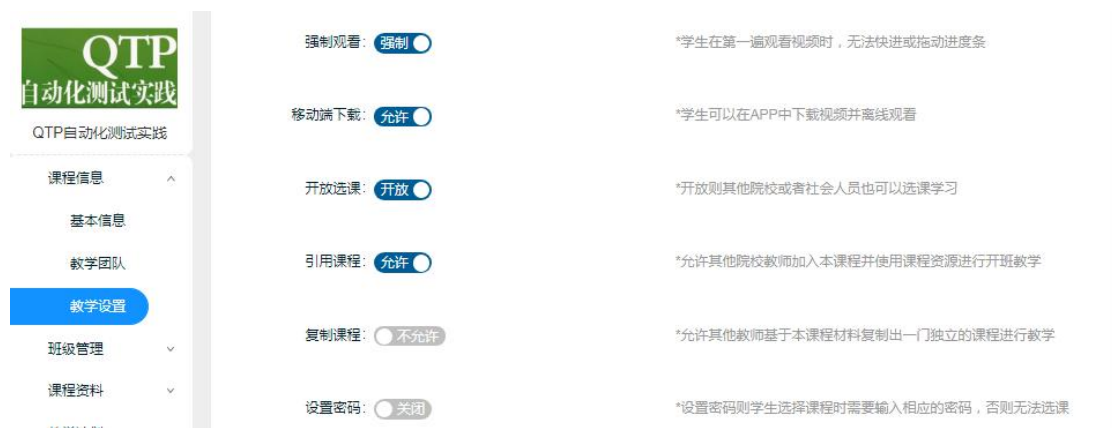 QTP
自动化测试实践
QTP自动化测试实践
课程信息
基本信息
教学团队
教学设置
班级管理
课程资料
强制观看: 强制 *学生在第一遍观看视频时，无法快进或拖动进度条
移动端下载: 允许 *学生可以在APP中下载视频并离线观看
开放选课: 开放 *开放则其他院校或者社会人员也可以选课学习
引用课程: 允许 *允许其他院校教师加入本课程并使用课程资源进行开班教学
复制课程: 不允许 *允许其他教师基于本课程材料复制出一门独立的课程进行教学
设置密码: 关闭 *设置密码则学生选择课程时需要输入相应的密码，否则无法选课